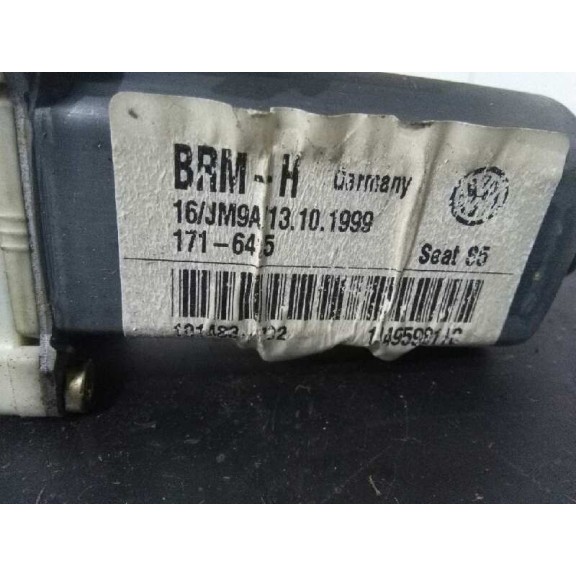 BRM-H Germany
16/JM9A 13.10.1999
171-645 Seat 95